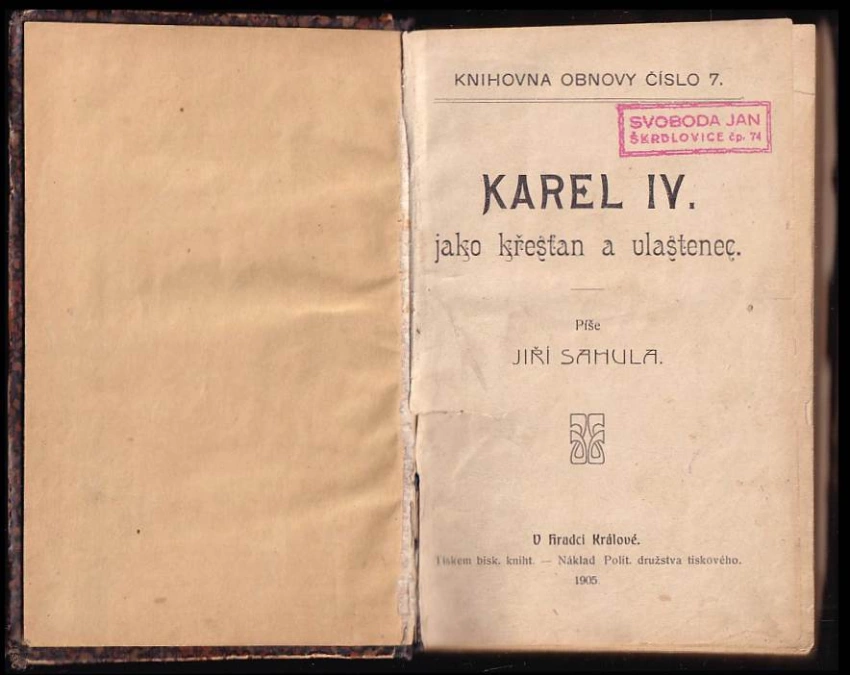 KNIHOVNA OBNOVY ČÍSLO 7.
SVOBODA JAN
ŠKRDLOVICE čp. 74
KAREL IV.
jako křesťan a vlastenec.
Píše
JIŘÍ SAHULA.
V Hradci Králové.
Tiskem bisk. kniht. — Náklad Polit. družstva tiskového.
1905.